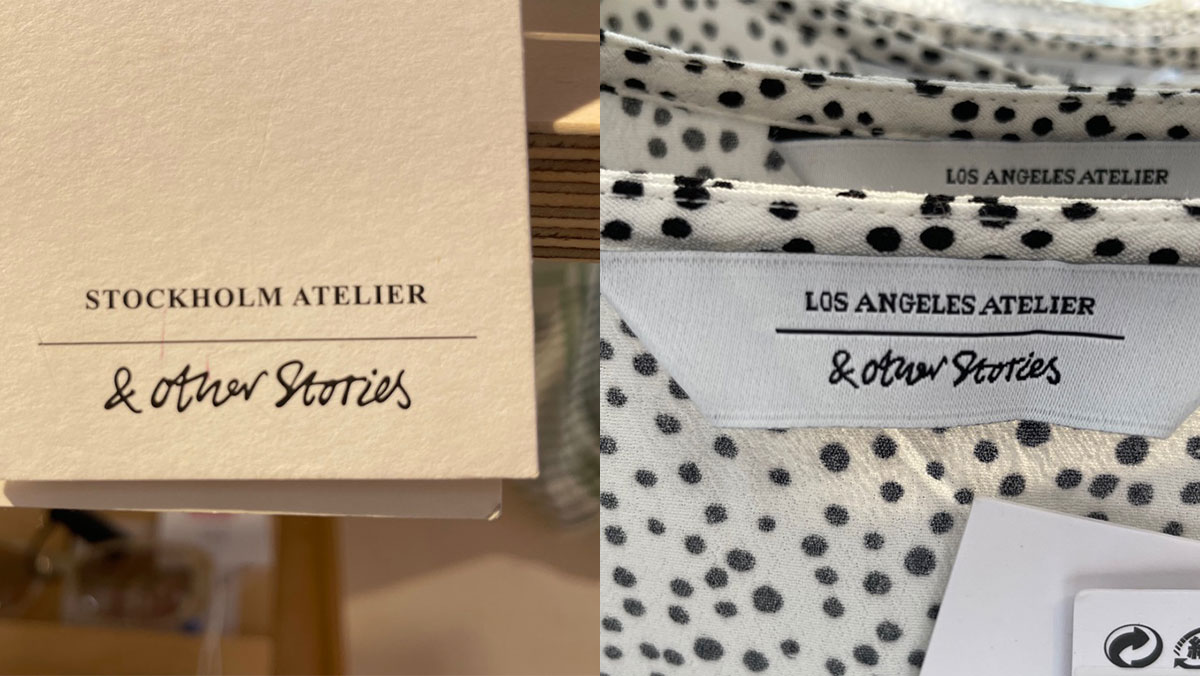 STOCKHOLM ATELIER
& other Stories
LOS ANGELES ATELIER
LOS ANGELES ATELIER
& other Stories